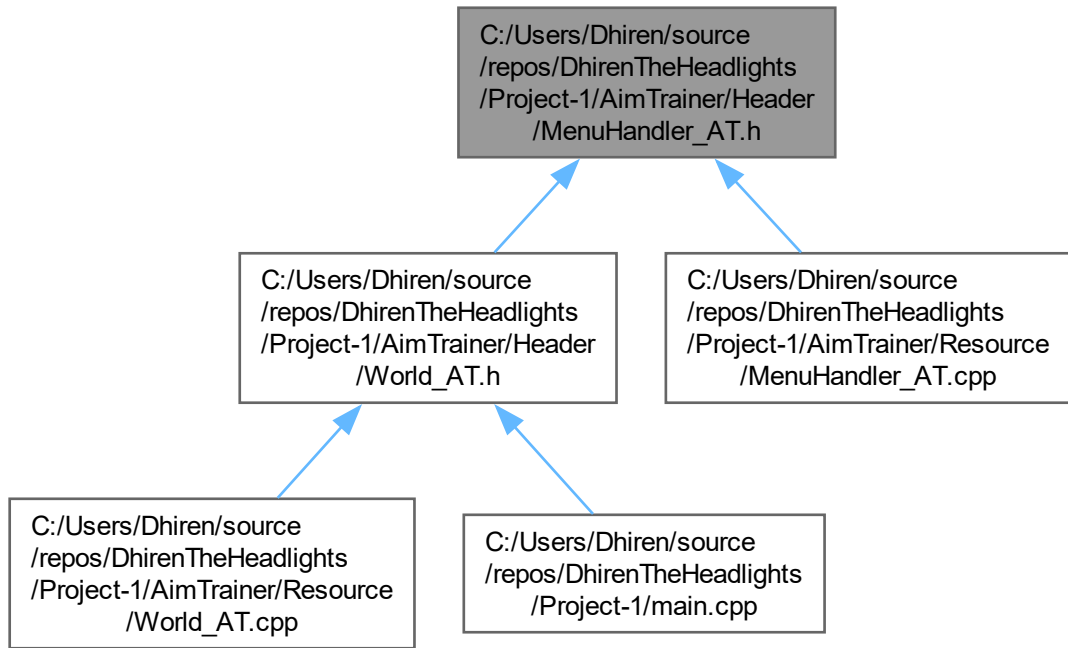 C:/Users/Dhiren/source
/repos/DhirenTheHeadlights
/Project-1/AimTrainer/Header
/MenuHandler_AT.h
C:/Users/Dhiren/source
/repos/DhirenTheHeadlights
/Project-1/AimTrainer/Header
/World_AT.h
C:/Users/Dhiren/source
/repos/DhirenTheHeadlights
/Project-1/AimTrainer/Resource
/MenuHandler_AT.cpp
C:/Users/Dhiren/source
/repos/DhirenTheHeadlights
/Project-1/AimTrainer/Resource
/World_AT.cpp
C:/Users/Dhiren/source
/repos/DhirenTheHeadlights
/Project-1/main.cpp